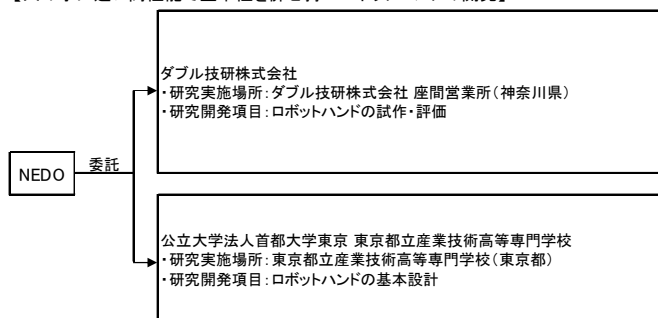 ダブル技研株式会社
・研究実施場所：ダブル技研株式会社 座間営業所（神奈川県）
・研究開発項目：ロボットハンドの試作・評価
NEDO
委託
公立大学法人首都大学東京 東京都立産業技術高等専門学校
・研究実施場所：東京都立産業技術高等専門学校（東京都）
・研究開発項目：ロボットハンドの基本設計